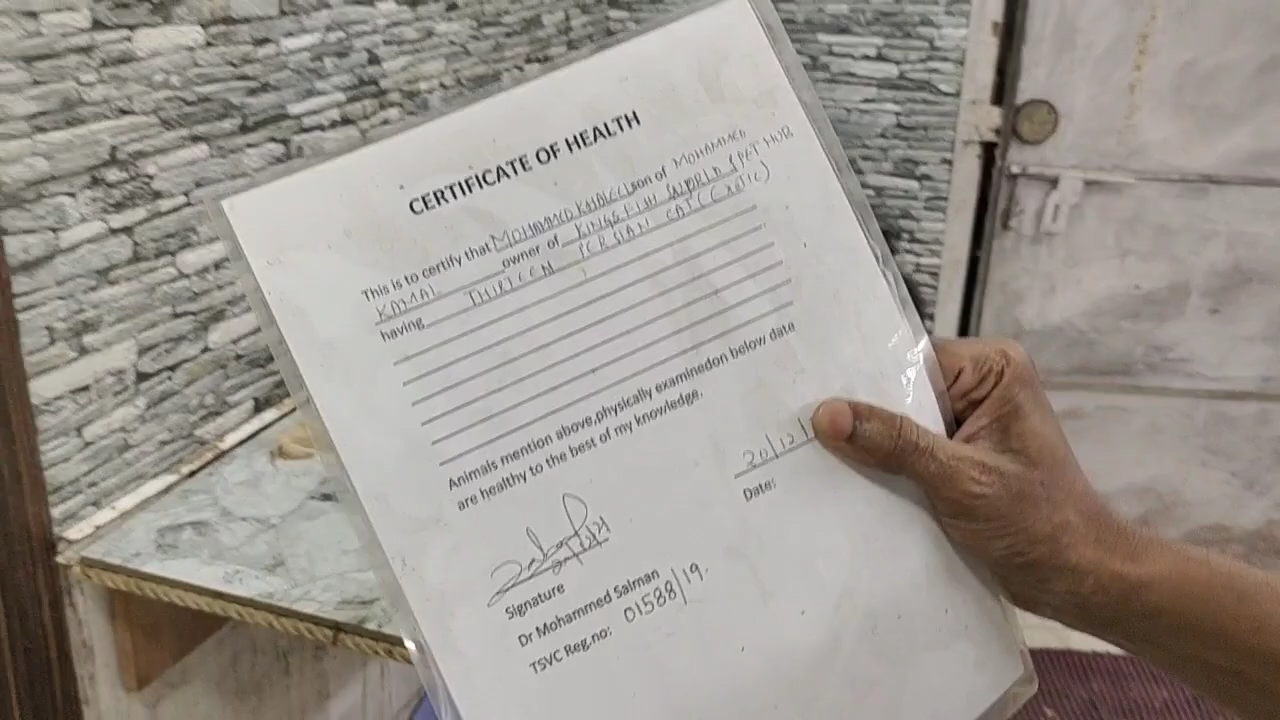 CERTIFICATE OF HEALTH
This is to certify that MOHAMMED KHALEEL son of MOHAMMED
KAMAL owner of KINGS FISH WORLD & PET HUB
having THIRTEEN PERSIAN CAT (EXOTIC)
Animals mention above,physically examinedon below date
are healthy to the best of my knowledge.
20/12/
Date:
Signature
Dr Mohammed Salman
TSVC Reg.no: 01588/19.